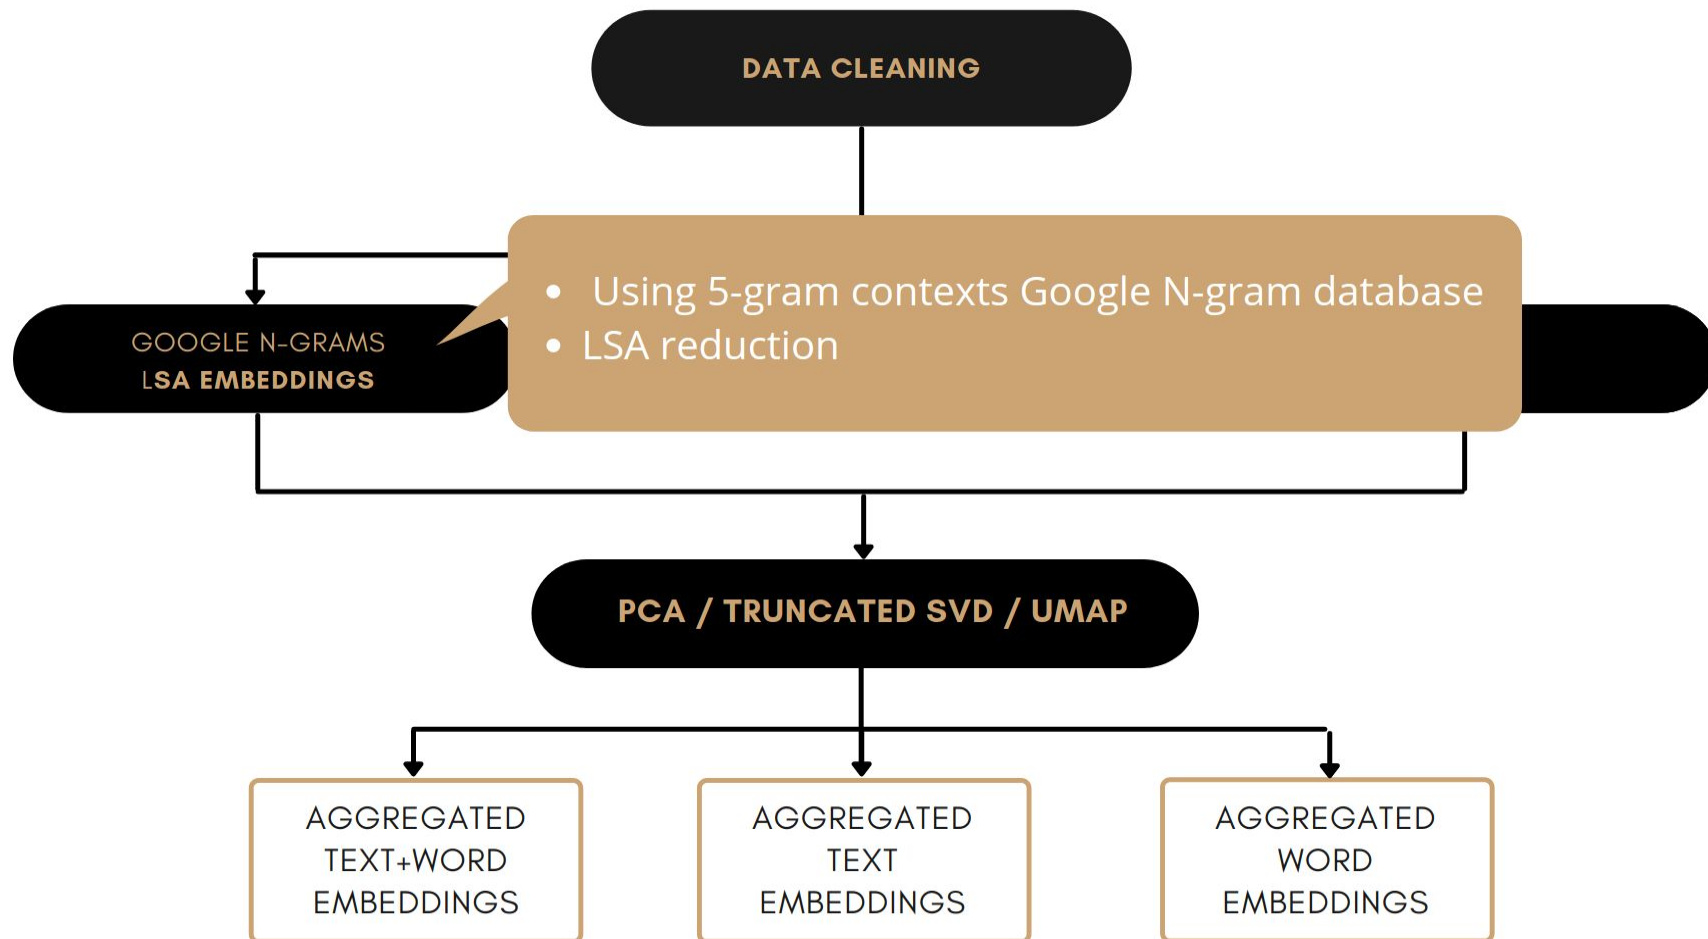 DATA CLEANING
• Using 5-gram contexts Google N-gram database
• LSA reduction
GOOGLE N-GRAMS
LSA EMBEDDINGS
PCA / TRUNCATED SVD / UMAP
AGGREGATED
TEXT+WORD
EMBEDDINGS
AGGREGATED
TEXT
EMBEDDINGS
AGGREGATED
WORD
EMBEDDINGS